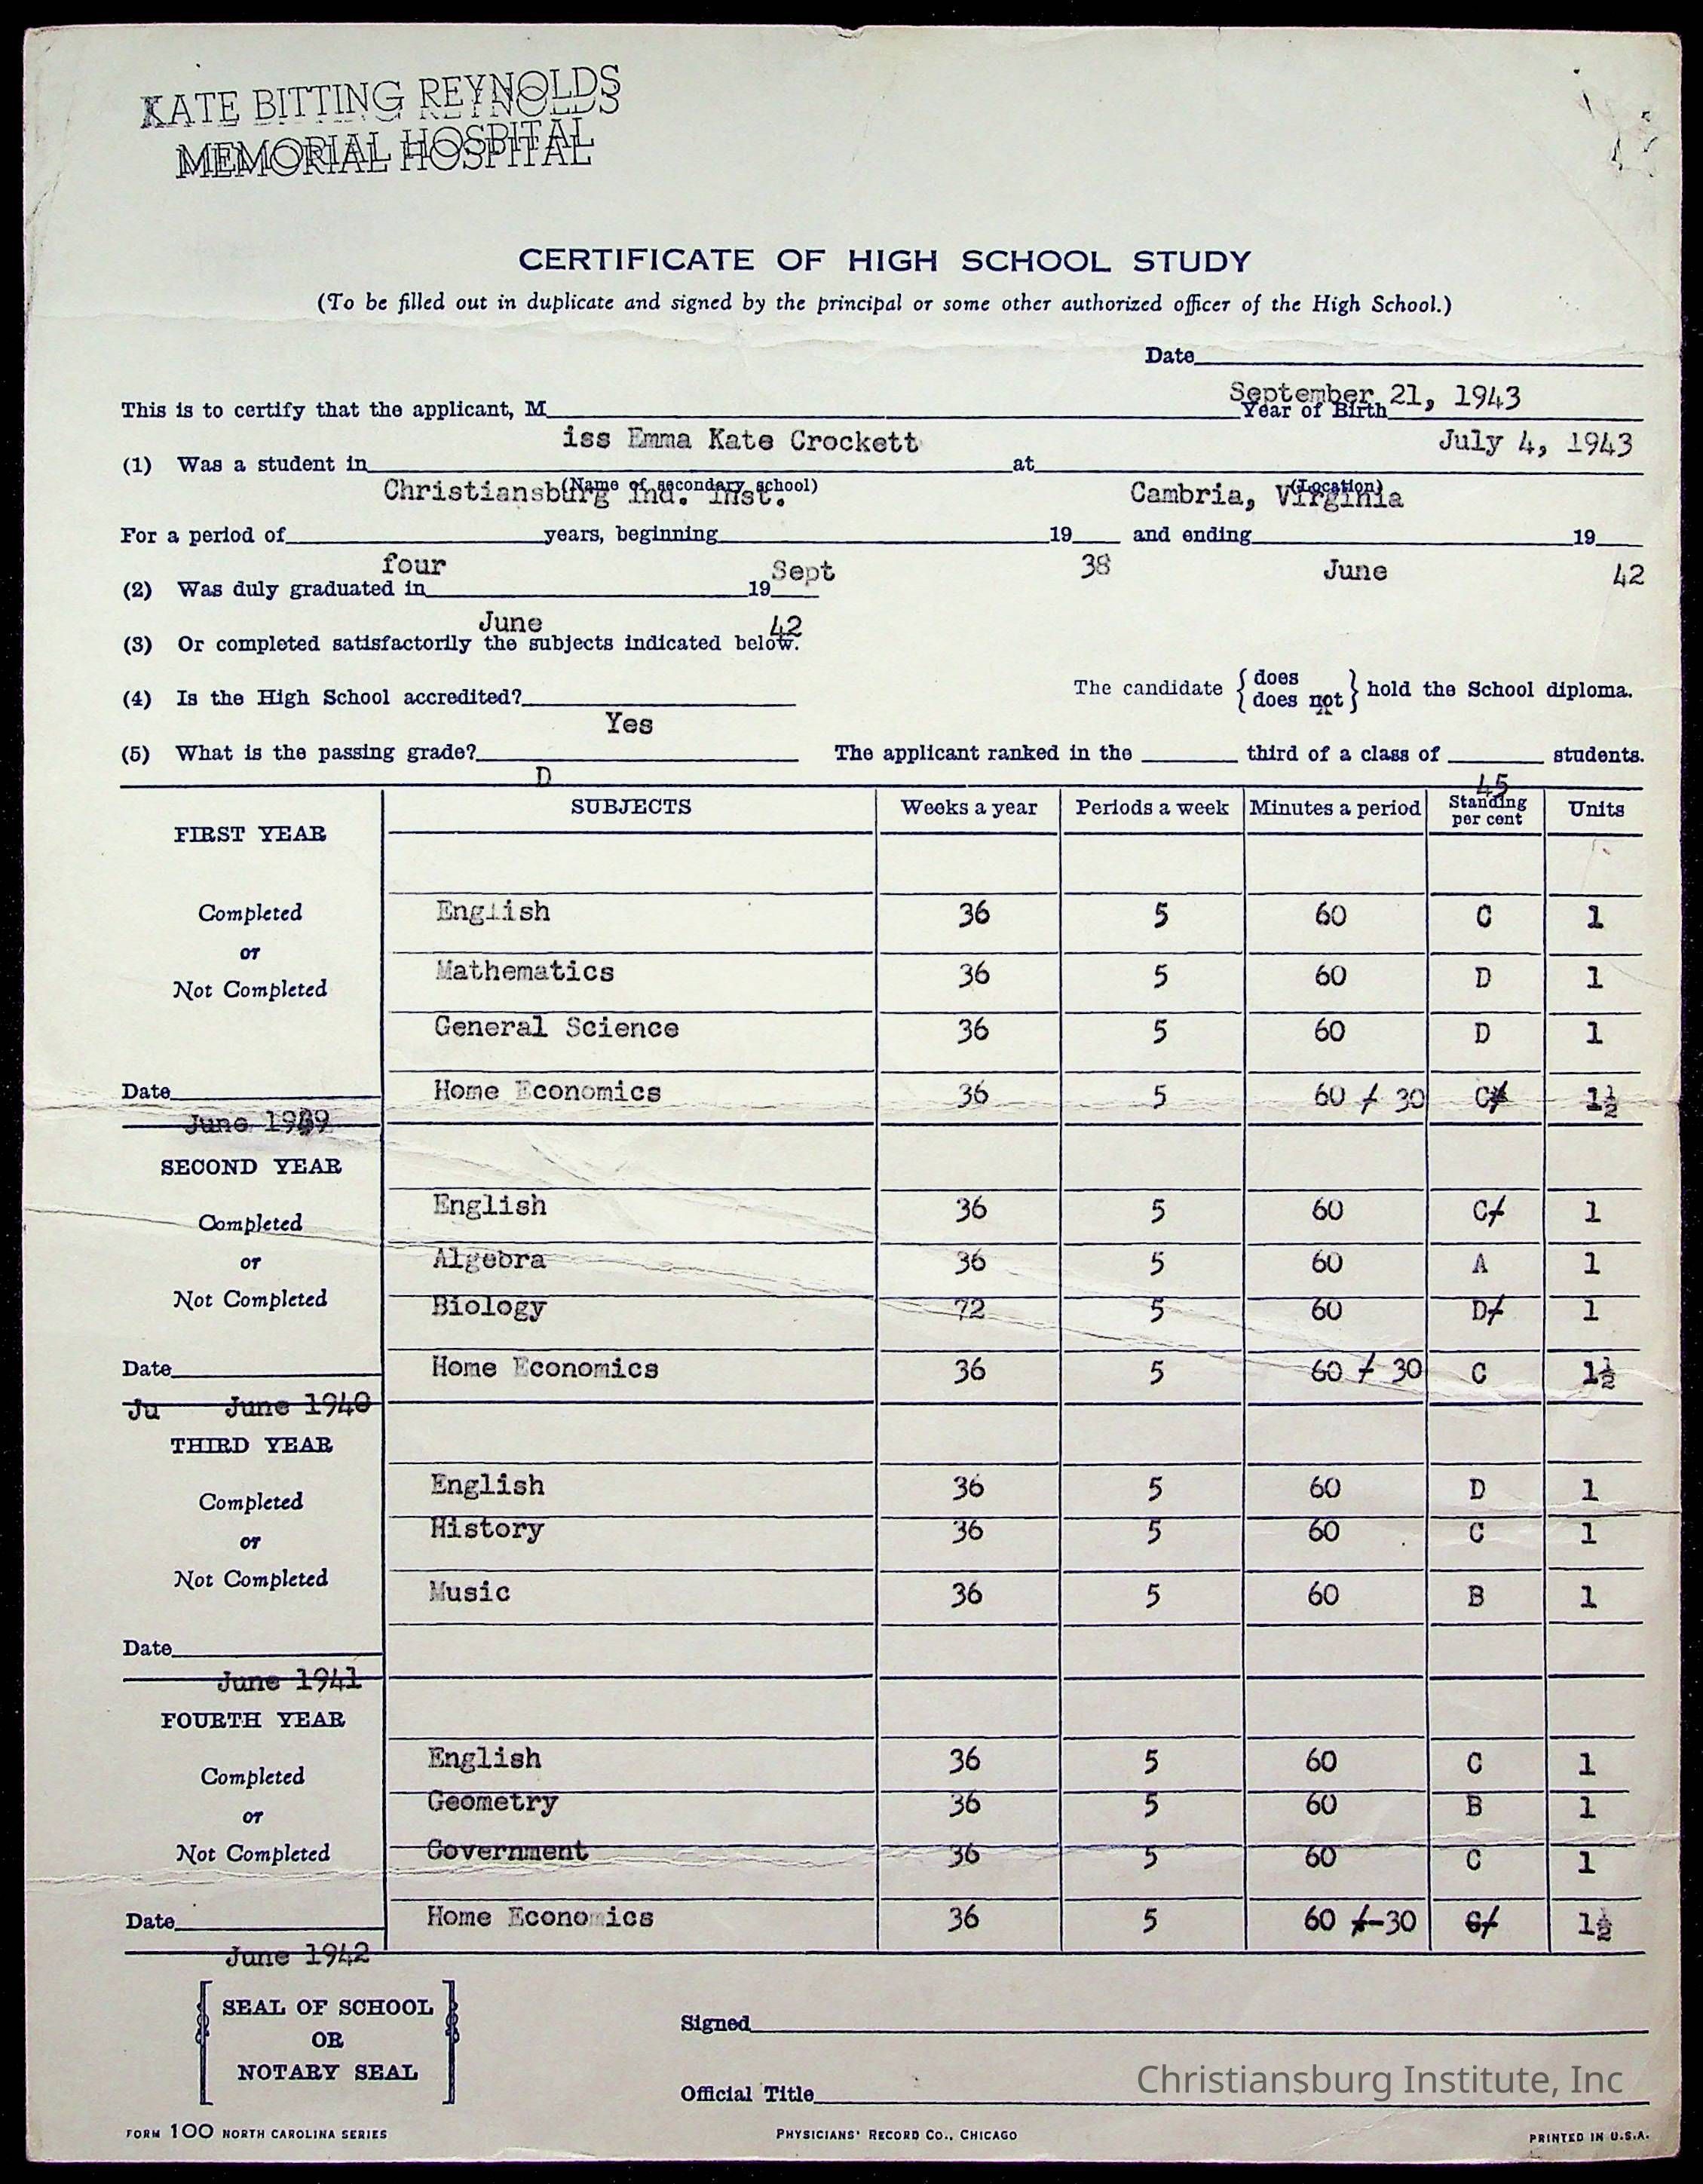 KATE BITTING REYNOLDS
MEMORIAL HOSPITAL
CERTIFICATE OF HIGH SCHOOL STUDY
(To be filled out in duplicate and signed by the principal or some other authorized officer of the High School.)
Date
September 21, 1943
This is to certify that the applicant, M Year of Birth
iss Emma Kate Crockett July 4, 1943
(1) Was a student in at
(Name of secondary school) (Location)
Christiansburg Ind. Inst. Cambria, Virginia
For a period of years, beginning 19 and ending 19
four Sept 38 June 42
(2) Was duly graduated in 19
June 42
(3) Or completed satisfactorily the subjects indicated below.
The candidate { does does not } hold the School diploma.
(4) Is the High School accredited?
Yes
(5) What is the passing grade? The applicant ranked in the third of a class of students.
D 45
SUBJECTS Weeks a year Periods a week Minutes a period Standing per cent Units
FIRST YEAR
Completed English 36 5 60 C 1
or
Mathematics 36 5 60 D 1
Not Completed
General Science 36 5 60 D 1
Date Home Economics 36 5 60 / 30 C/ 1½
June 1939
SECOND YEAR
English 36 5 60 C/ 1
Completed
or Algebra 36 5 60 A 1
Not Completed Biology 72 5 60 D/ 1
Date Home Economics 36 5 60 / 30 C 1½
Ju June 1940
THIRD YEAR
English 36 5 60 D 1
Completed
or History 36 5 60 C 1
Not Completed Music 36 5 60 B 1
Date
June 1941
FOURTH YEAR
English 36 5 60 C 1
Completed
or Geometry 36 5 60 B 1
Not Completed Government 36 5 60 C 1
Date Home Economics 36 5 60 /-30 C/ 1½
June 1942
SEAL OF SCHOOL
OR
NOTARY SEAL
Signed
Official Title
Christiansburg Institute, Inc
FORM 100 NORTH CAROLINA SERIES PHYSICIANS' RECORD CO., CHICAGO PRINTED IN U.S.A.